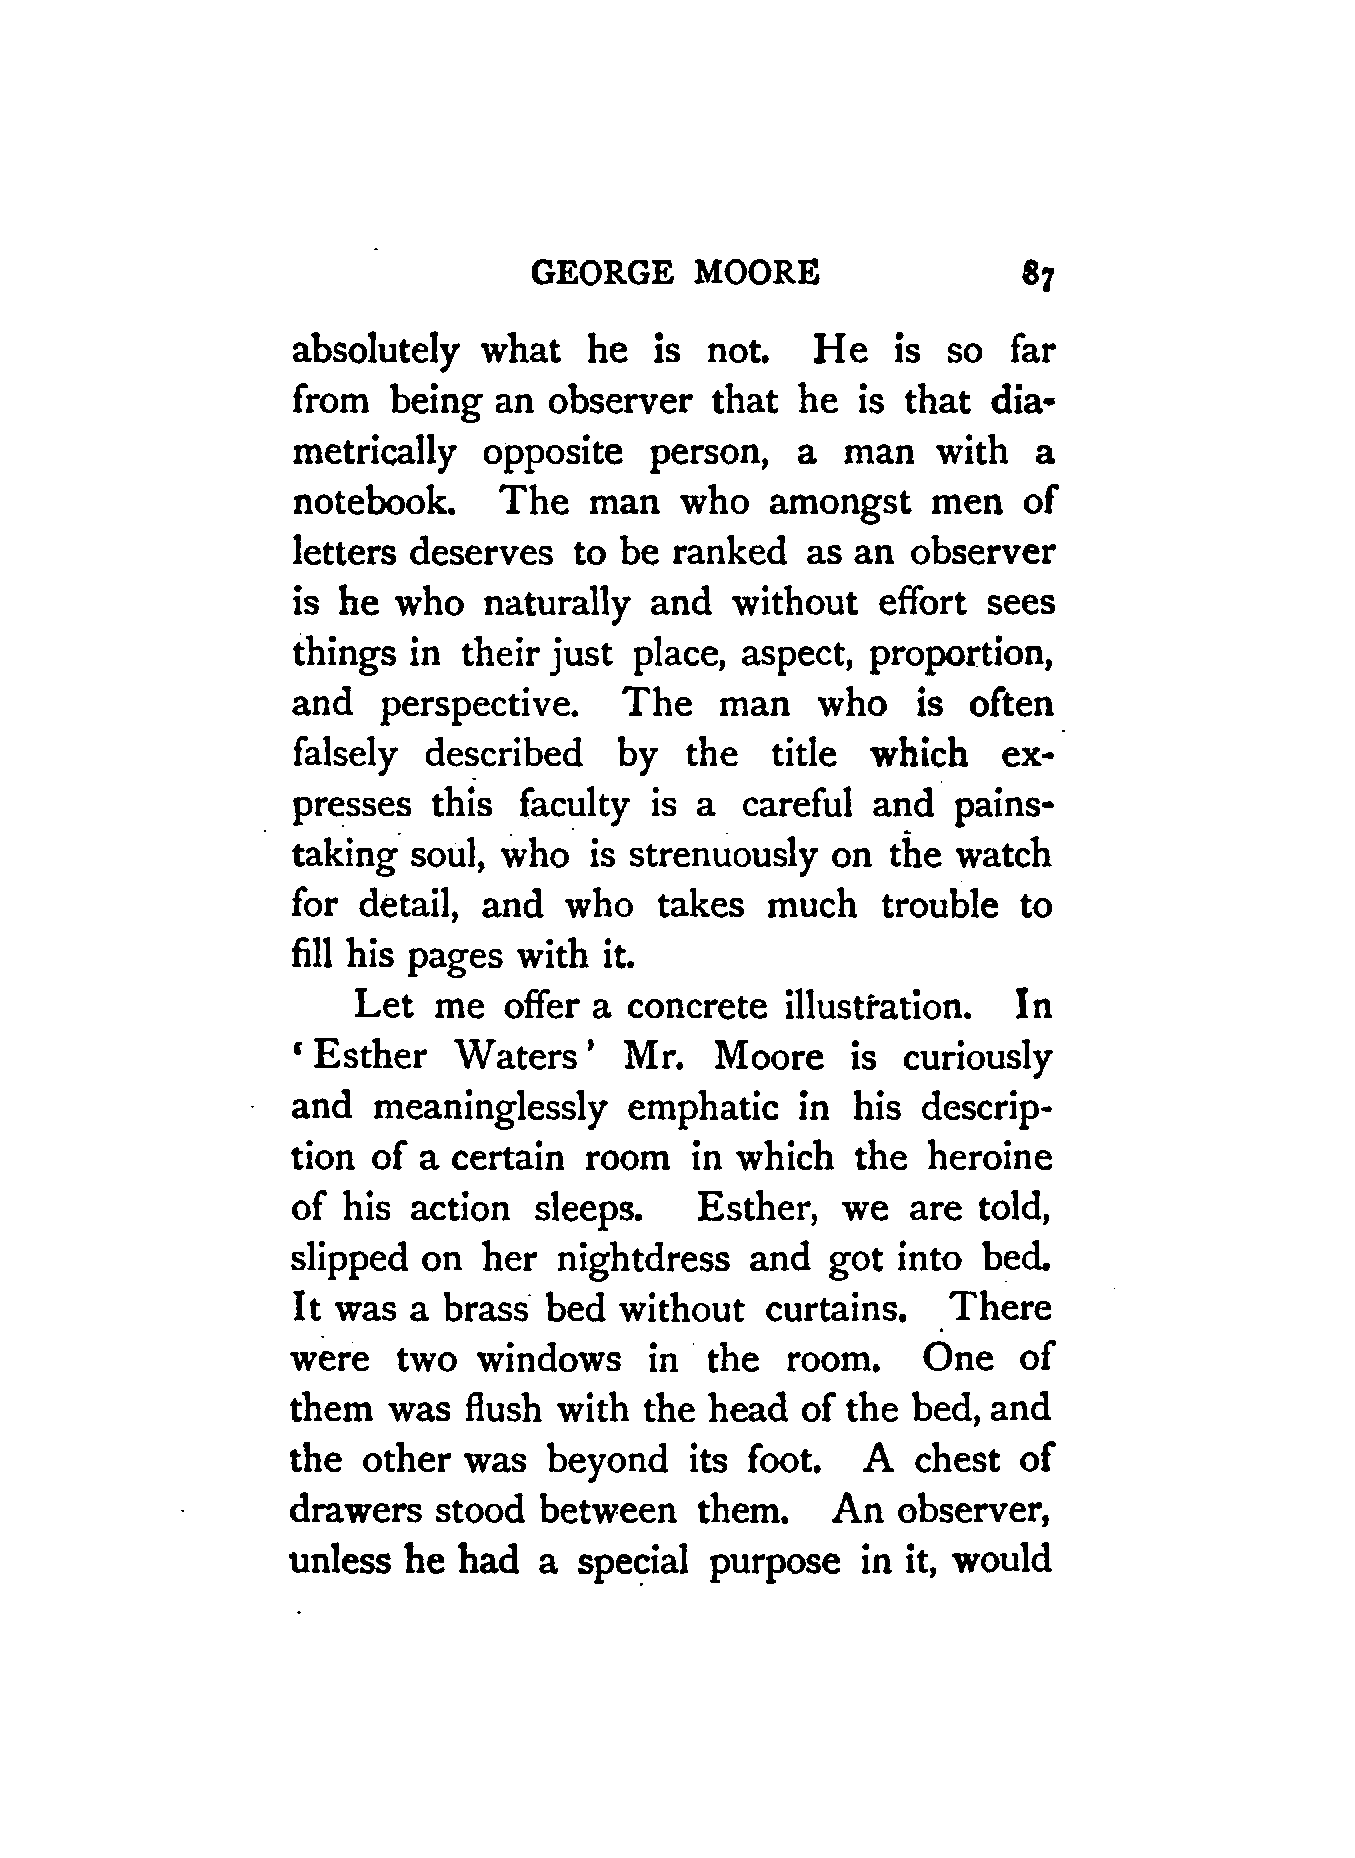 GEORGE MOORE 87
absolutely what he is not. He is so far
from being an observer that he is that dia-
metrically opposite person, a man with a
notebook. The man who amongst men of
letters deserves to be ranked as an observer
is he who naturally and without effort sees
things in their just place, aspect, proportion,
and perspective. The man who is often
falsely described by the title which ex-
presses this faculty is a careful and pains-
taking soul, who is strenuously on the watch
for detail, and who takes much trouble to
fill his pages with it.
Let me offer a concrete illustration. In
‘Esther Waters’ Mr. Moore is curiously
and meaninglessly emphatic in his descrip-
tion of a certain room in which the heroine
of his action sleeps. Esther, we are told,
slipped on her nightdress and got into bed.
It was a brass bed without curtains. There
were two windows in the room. One of
them was flush with the head of the bed, and
the other was beyond its foot. A chest of
drawers stood between them. An observer,
unless he had a special purpose in it, would